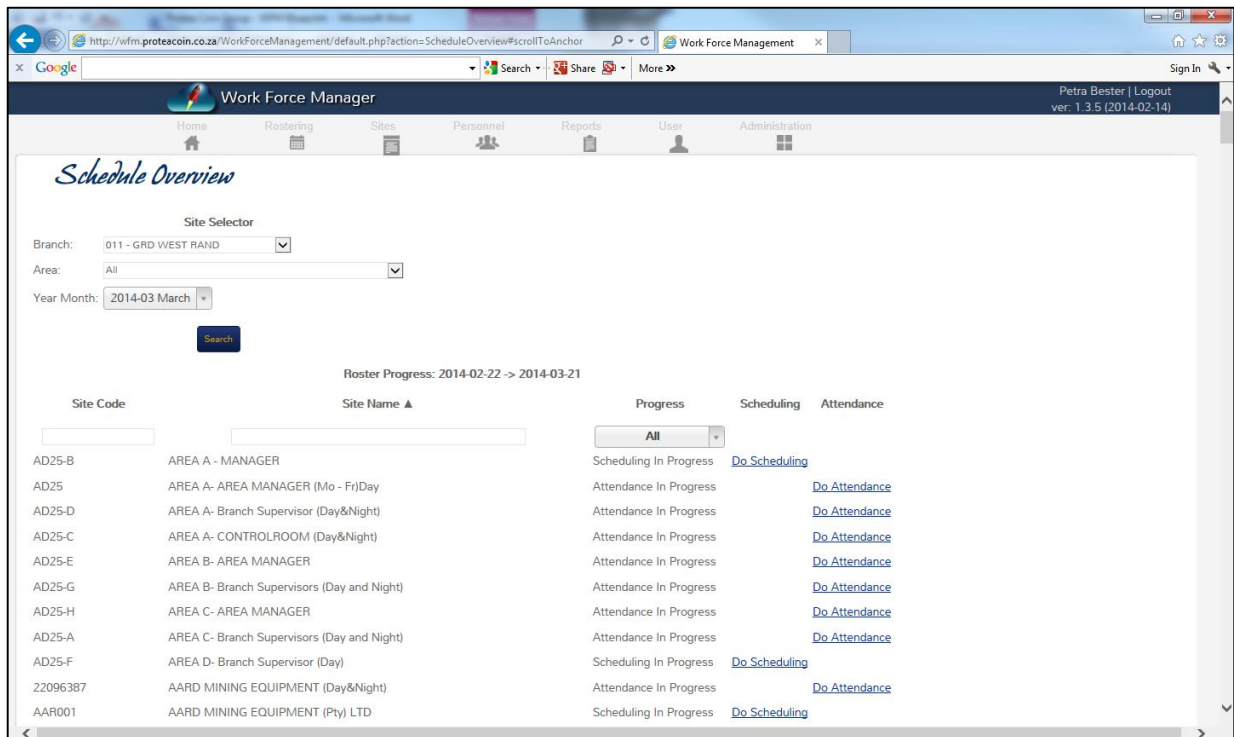 http://wfm.proteacoin.co.za/WorkForceManagement/default.php?action=ScheduleOverview#scrollToAnchor
Work Force Management
x Google Search Share More »
Sign In
Work Force Manager
Petra Bester | Logout
ver: 1.3.5 (2014-02-14)
Home Rostering Sites Personnel Reports User Administration
Schedule Overview
Site Selector
Branch: 011 - GRD WEST RAND
Area: All
Year Month: 2014-03 March
Search
Roster Progress: 2014-02-22 -> 2014-03-21
Site Code Site Name ▲ Progress Scheduling Attendance
All
AD25-B AREA A - MANAGER Scheduling In Progress Do Scheduling
AD25 AREA A- AREA MANAGER (Mo - Fr)Day Attendance In Progress Do Attendance
AD25-D AREA A- Branch Supervisor (Day&Night) Attendance In Progress Do Attendance
AD25-C AREA A- CONTROLROOM (Day&Night) Attendance In Progress Do Attendance
AD25-E AREA B- AREA MANAGER Attendance In Progress Do Attendance
AD25-G AREA B- Branch Supervisors (Day and Night) Attendance In Progress Do Attendance
AD25-H AREA C- AREA MANAGER Attendance In Progress Do Attendance
AD25-A AREA C- Branch Supervisors (Day and Night) Attendance In Progress Do Attendance
AD25-F AREA D- Branch Supervisor (Day) Scheduling In Progress Do Scheduling
22096387 AARD MINING EQUIPMENT (Day&Night) Attendance In Progress Do Attendance
AAR001 AARD MINING EQUIPMENT (Pty) LTD Scheduling In Progress Do Scheduling